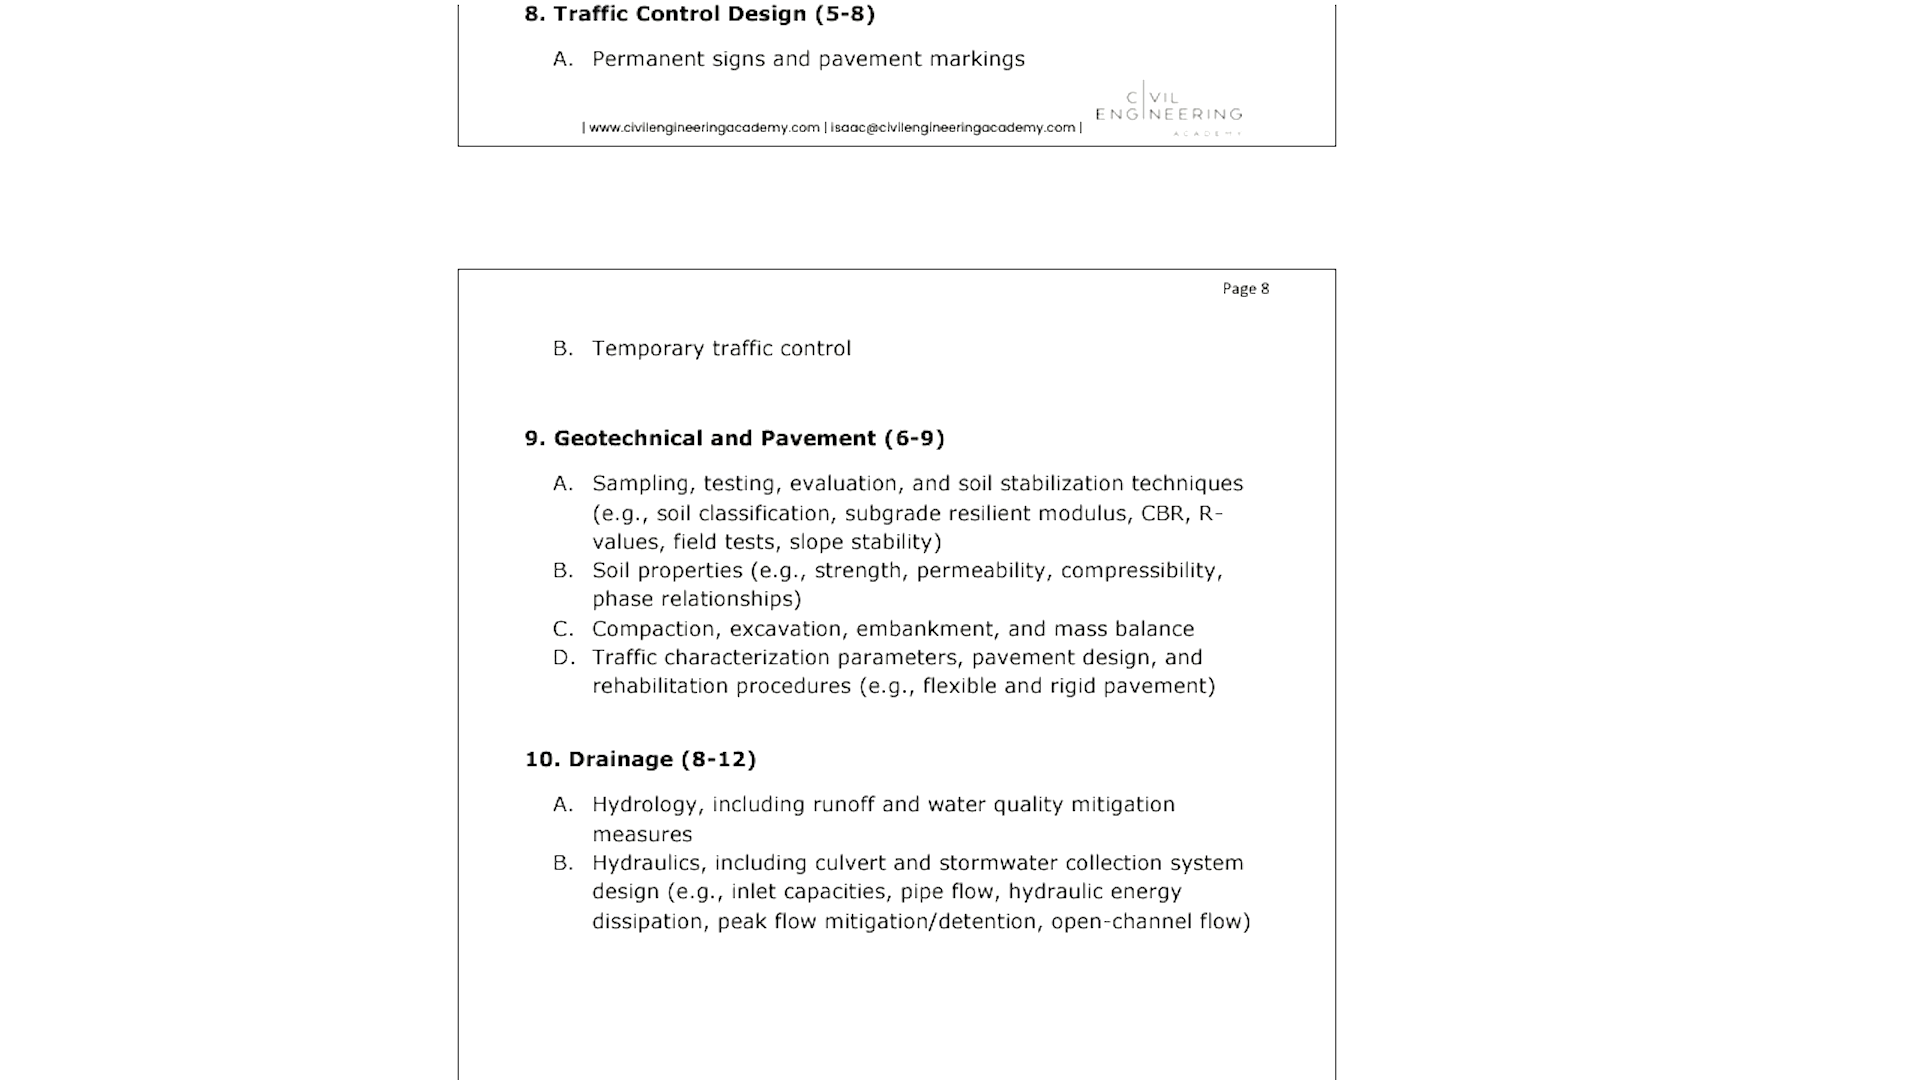 8. Traffic Control Design (5-8)
A. Permanent signs and pavement markings
C VIL
ENG NEERING
ACADEMY
| www.civilengineeringacademy.com | isaac@civilengineeringacademy.com |
Page 8
B. Temporary traffic control
9. Geotechnical and Pavement (6-9)
A. Sampling, testing, evaluation, and soil stabilization techniques
(e.g., soil classification, subgrade resilient modulus, CBR, R-
values, field tests, slope stability)
B. Soil properties (e.g., strength, permeability, compressibility,
phase relationships)
C. Compaction, excavation, embankment, and mass balance
D. Traffic characterization parameters, pavement design, and
rehabilitation procedures (e.g., flexible and rigid pavement)
10. Drainage (8-12)
A. Hydrology, including runoff and water quality mitigation
measures
B. Hydraulics, including culvert and stormwater collection system
design (e.g., inlet capacities, pipe flow, hydraulic energy
dissipation, peak flow mitigation/detention, open-channel flow)